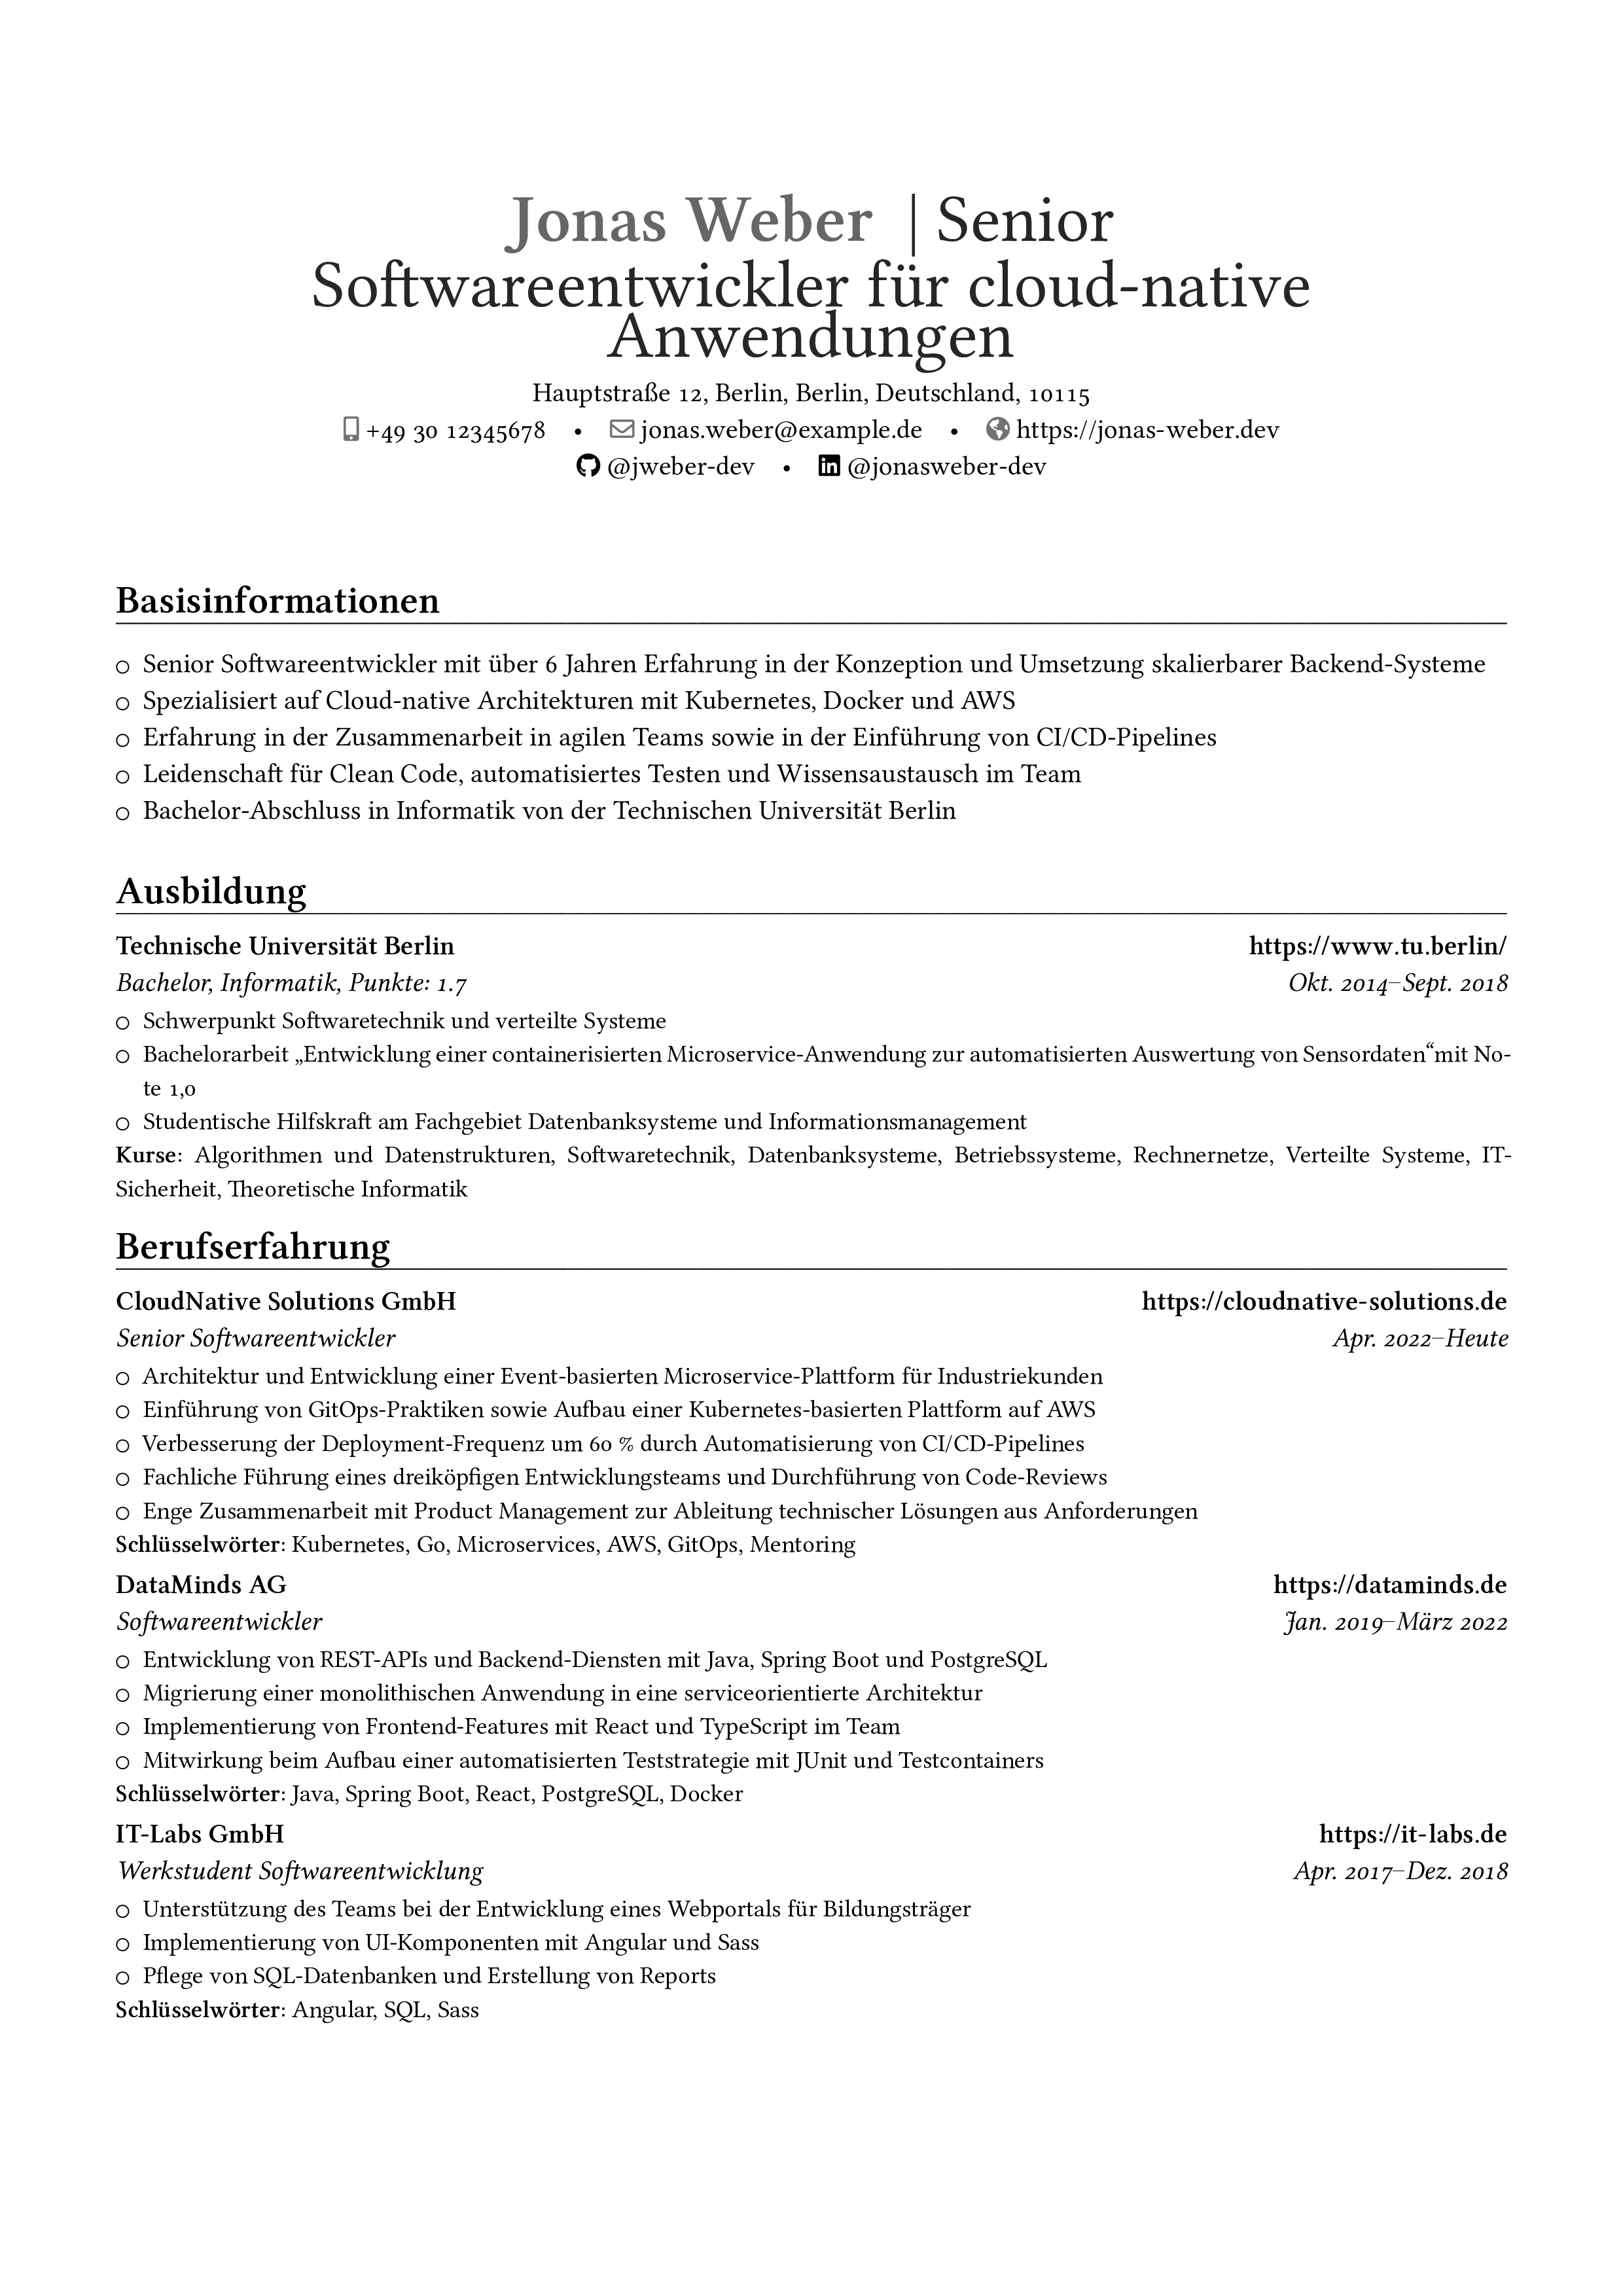 Jonas Weber | Senior
Softwareentwickler für cloud-native
Anwendungen
Hauptstraße 12, Berlin, Berlin, Deutschland, 10115
+49 30 12345678 • jonas.weber@example.de • https://jonas-weber.dev
@jweber-dev • @jonasweber-dev
Basisinformationen
Senior Softwareentwickler mit über 6 Jahren Erfahrung in der Konzeption und Umsetzung skalierbarer Backend-Systeme
Spezialisiert auf Cloud-native Architekturen mit Kubernetes, Docker und AWS
Erfahrung in der Zusammenarbeit in agilen Teams sowie in der Einführung von CI/CD-Pipelines
Leidenschaft für Clean Code, automatisiertes Testen und Wissensaustausch im Team
Bachelor-Abschluss in Informatik von der Technischen Universität Berlin
Ausbildung
Technische Universität Berlin https://www.tu.berlin/
Bachelor, Informatik, Punkte: 1.7 Okt. 2014–Sept. 2018
Schwerpunkt Softwaretechnik und verteilte Systeme
Bachelorarbeit „Entwicklung einer containerisierten Microservice-Anwendung zur automatisierten Auswertung von Sensordaten“mit No-
te 1,0
Studentische Hilfskraft am Fachgebiet Datenbanksysteme und Informationsmanagement
Kurse: Algorithmen und Datenstrukturen, Softwaretechnik, Datenbanksysteme, Betriebssysteme, Rechnernetze, Verteilte Systeme, IT-
Sicherheit, Theoretische Informatik
Berufserfahrung
CloudNative Solutions GmbH https://cloudnative-solutions.de
Senior Softwareentwickler Apr. 2022–Heute
Architektur und Entwicklung einer Event-basierten Microservice-Plattform für Industriekunden
Einführung von GitOps-Praktiken sowie Aufbau einer Kubernetes-basierten Plattform auf AWS
Verbesserung der Deployment-Frequenz um 60 % durch Automatisierung von CI/CD-Pipelines
Fachliche Führung eines dreiköpfigen Entwicklungsteams und Durchführung von Code-Reviews
Enge Zusammenarbeit mit Product Management zur Ableitung technischer Lösungen aus Anforderungen
Schlüsselwörter: Kubernetes, Go, Microservices, AWS, GitOps, Mentoring
DataMinds AG https://dataminds.de
Softwareentwickler Jan. 2019–März 2022
Entwicklung von REST-APIs und Backend-Diensten mit Java, Spring Boot und PostgreSQL
Migrierung einer monolithischen Anwendung in eine serviceorientierte Architektur
Implementierung von Frontend-Features mit React und TypeScript im Team
Mitwirkung beim Aufbau einer automatisierten Teststrategie mit JUnit und Testcontainers
Schlüsselwörter: Java, Spring Boot, React, PostgreSQL, Docker
IT-Labs GmbH https://it-labs.de
Werkstudent Softwareentwicklung Apr. 2017–Dez. 2018
Unterstützung des Teams bei der Entwicklung eines Webportals für Bildungsträger
Implementierung von UI-Komponenten mit Angular und Sass
Pflege von SQL-Datenbanken und Erstellung von Reports
Schlüsselwörter: Angular, SQL, Sass